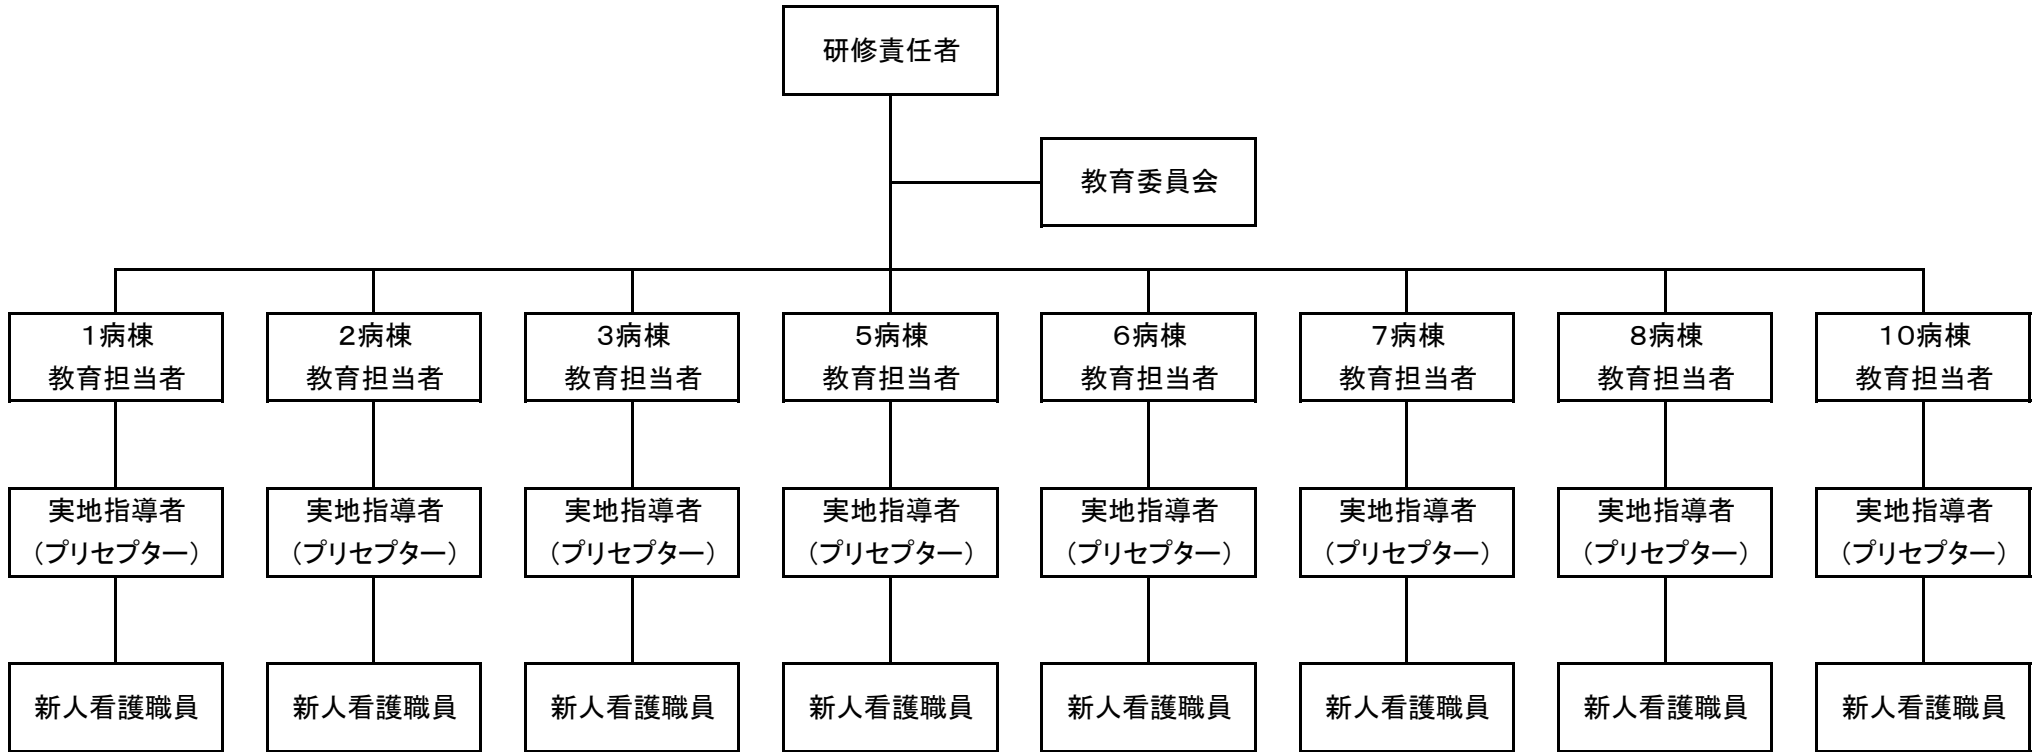 研修責任者
教育委員会
1病棟
教育担当者
2病棟
教育担当者
3病棟
教育担当者
5病棟
教育担当者
6病棟
教育担当者
7病棟
教育担当者
8病棟
教育担当者
10病棟
教育担当者
実地指導者
（プリセプター）
実地指導者
（プリセプター）
実地指導者
（プリセプター）
実地指導者
（プリセプター）
実地指導者
（プリセプター）
実地指導者
（プリセプター）
実地指導者
（プリセプター）
実地指導者
（プリセプター）
新人看護職員
新人看護職員
新人看護職員
新人看護職員
新人看護職員
新人看護職員
新人看護職員
新人看護職員